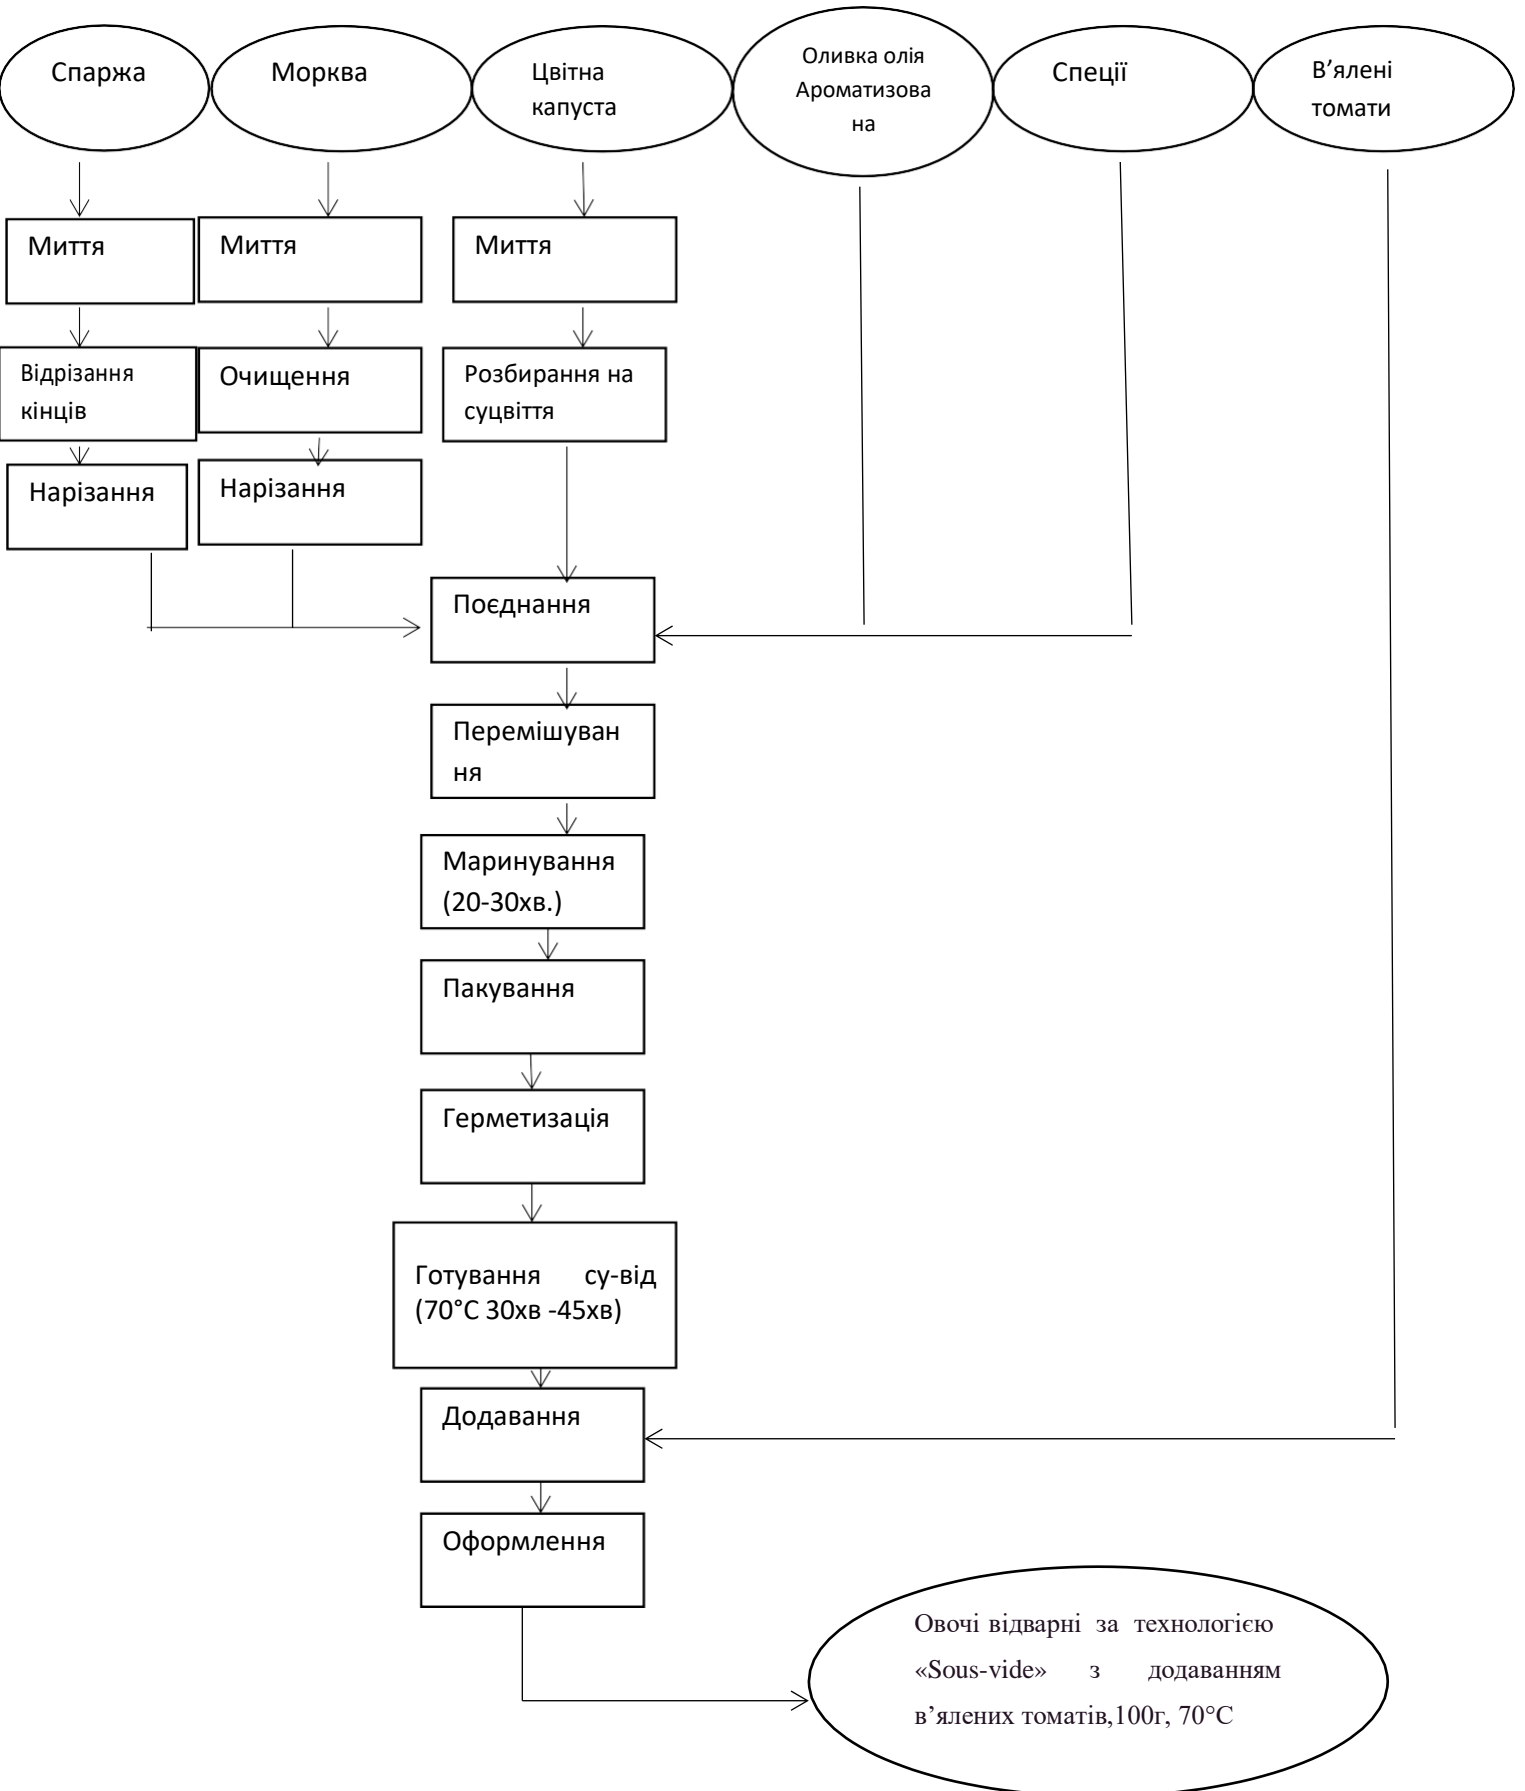 Спаржа
Морква
Цвітна
капуста
Оливка олія
Ароматизова
на
Спеції
В’ялені
томати
Миття
Миття
Миття
Відрізання
кінців
Очищення
Розбирання на
суцвіття
Нарізання
Нарізання
Поєднання
Перемішуван
ня
Маринування
(20-30хв.)
Пакування
Герметизація
Готування су-від
(70°С 30хв -45хв)
Додавання
Оформлення
Овочі відварні за технологією
«Sous-vide» з додаванням
в’ялених томатів,100г, 70°С